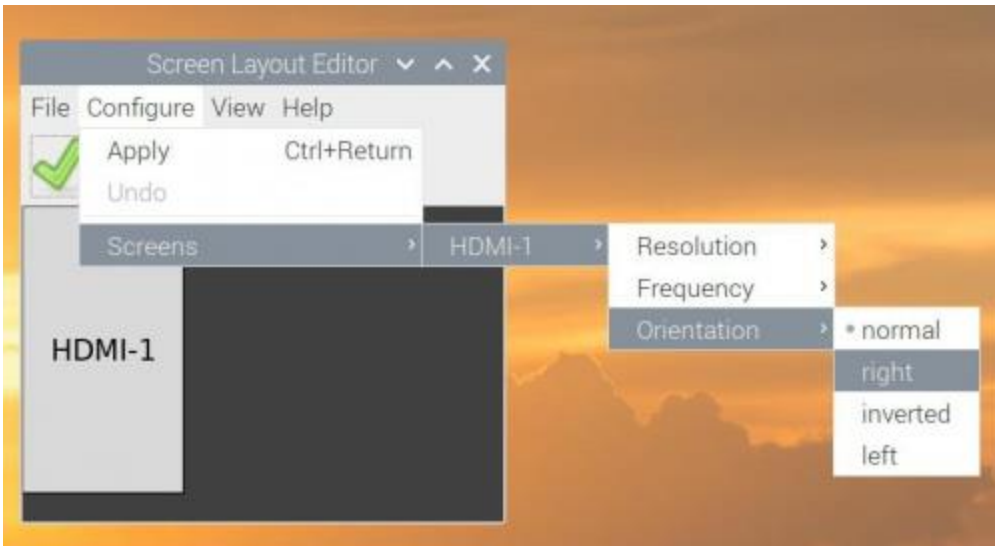 Screen Layout Editor
File Configure View Help
Apply Ctrl+Return
Undo
Screens HDMI-1 Resolution
Frequency
Orientation normal
HDMI-1 right
inverted
left